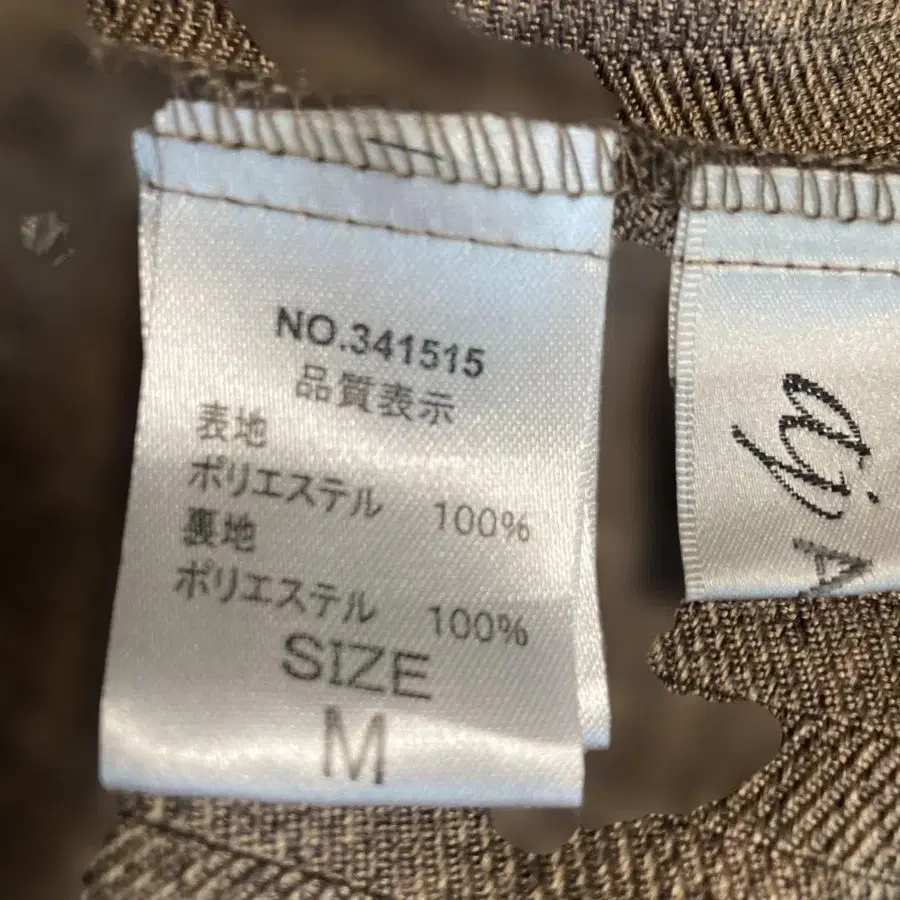 NO.341515
品質表示
表地
ポリエステル 100%
裏地
ポリエステル 100%
SIZE
M